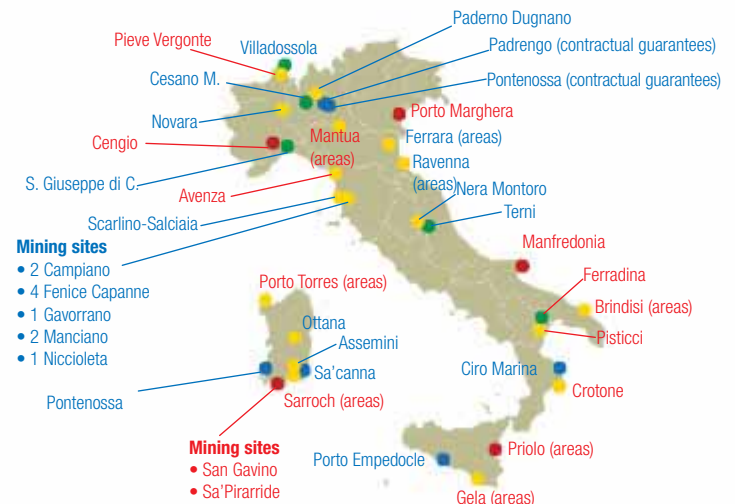 Paderno Dugnano
Pieve Vergonte
Villadossola
Padrengo (contractual guarantees)
Cesano M.
Pontenossa (contractual guarantees)
Novara
Porto Marghera
Cengio
Mantua
(areas)
Ferrara (areas)
Ravenna
(areas)
S. Giuseppe di C.
Avenza
Nera Montoro
Terni
Scarlino-Salciaia
Mining sites
• 2 Campiano
• 4 Fenice Capanne
• 1 Gavorrano
• 2 Manciano
• 1 Niccioleta
Manfredonia
Ferradina
Porto Torres (areas)
Brindisi (areas)
Ottana
Pisticci
Assemini
Sa'canna
Ciro Marina
Pontenossa
Crotone
Sarroch (areas)
Mining sites
• San Gavino
• Sa'Pirarride
Porto Empedocle
Priolo (areas)
Gela (areas)